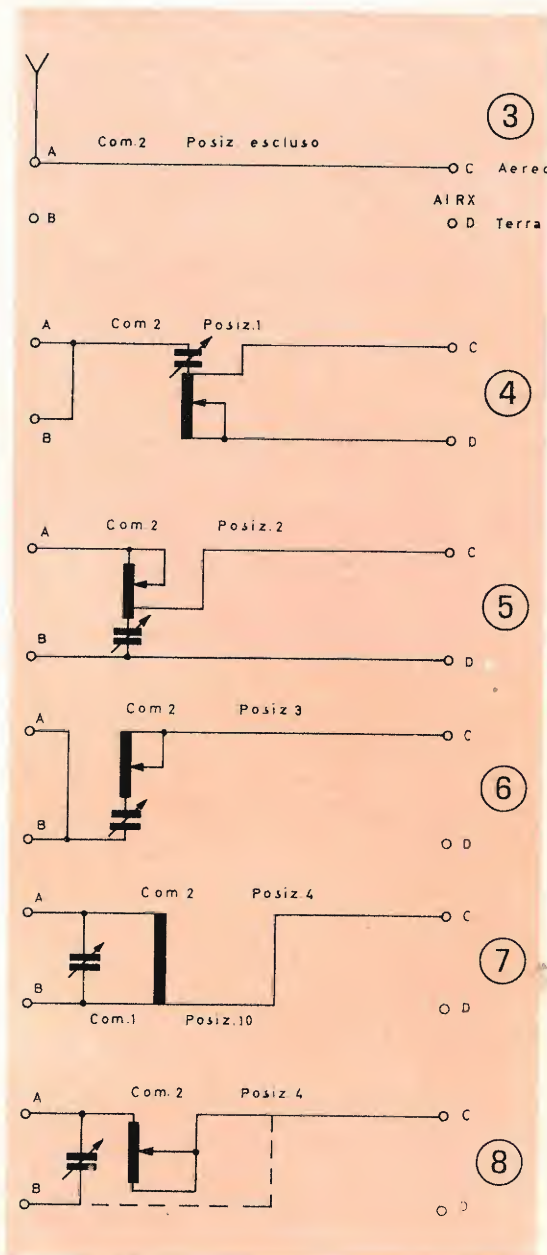 ③
A Com.2 Posiz. escluso C Aereo
AI RX
B D Terra
A Com.2 Posiz.1 C
④
B D
A Com.2 Posiz.2 C
⑤
B D
A Com.2 Posiz 3 C
⑥
B D
A Com.2 Posiz.4 C
⑦
B D
Com.1 Posiz.10
A Com.2 Posiz.4 C
⑧
B D